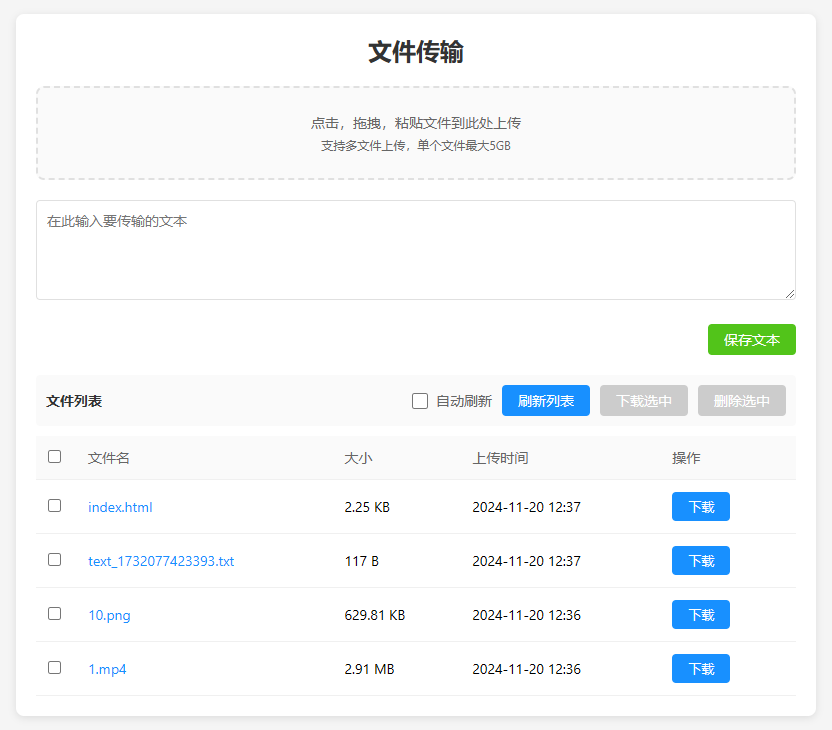 文件传输
点击，拖拽，粘贴文件到此处上传
支持多文件上传，单个文件最大5GB
在此输入要传输的文本
保存文本
文件列表 自动刷新 刷新列表 下载选中 删除选中
文件名 大小 上传时间 操作
index.html 2.25 KB 2024-11-20 12:37 下载
text_1732077423393.txt 117 B 2024-11-20 12:37 下载
10.png 629.81 KB 2024-11-20 12:36 下载
1.mp4 2.91 MB 2024-11-20 12:36 下载